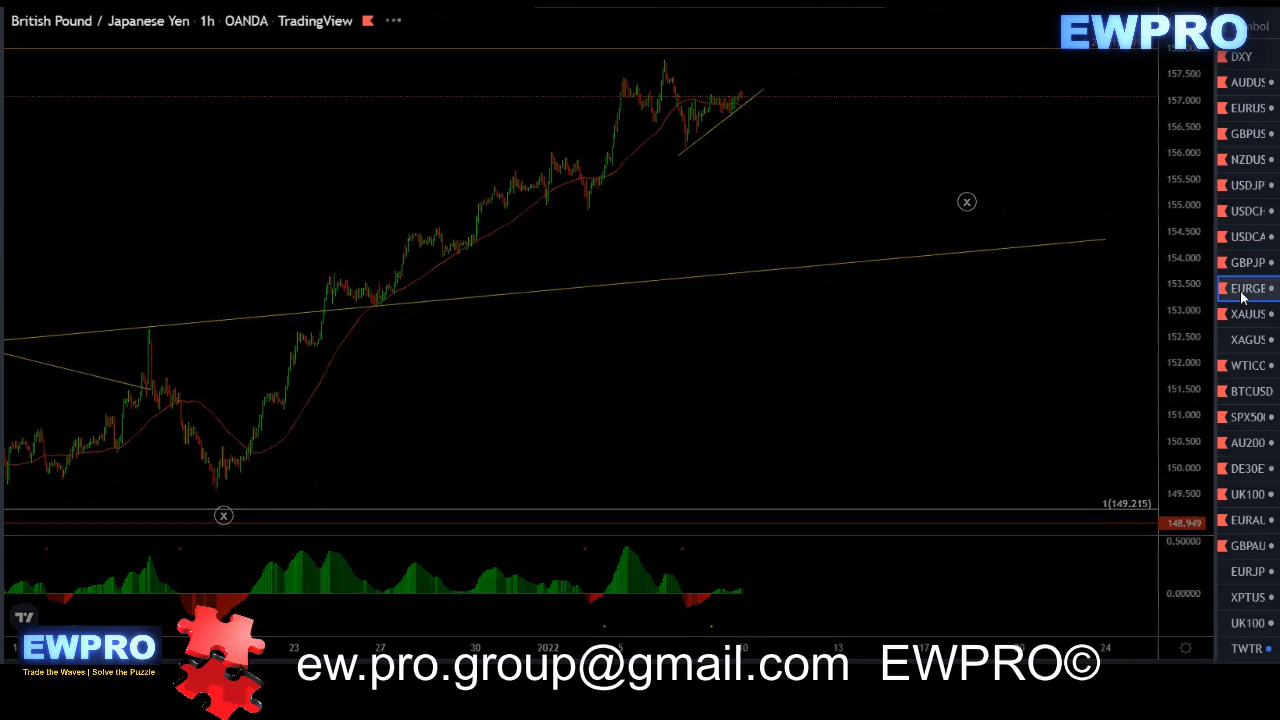 British Pound / Japanese Yen · 1h · OANDA · TradingView
EWPRO
DXY
157.500
AUDUS
157.000
EURUS
156.500
GBPUS
156.000
NZDUS
155.500
USDJP
155.000
USDCH
154.500
USDCA
154.000
GBPJP
153.500
EURGE
153.000
XAUUS
152.500
XAGUS
152.000
WTICC
151.500
BTCUSD
151.000
SPX50
150.500
AU200
150.000
DE30E
149.500
UK100
1(149.215)
148.949
EURAU
0.50000
GBPAU
EURJP
0.00000
XPTUS
UK100
23 27 30 2022 5 10 13 17 24
TWTR
X
X
EWPRO
Trade the Waves | Solve the Puzzle
ew.pro.group@gmail.com EWPRO©